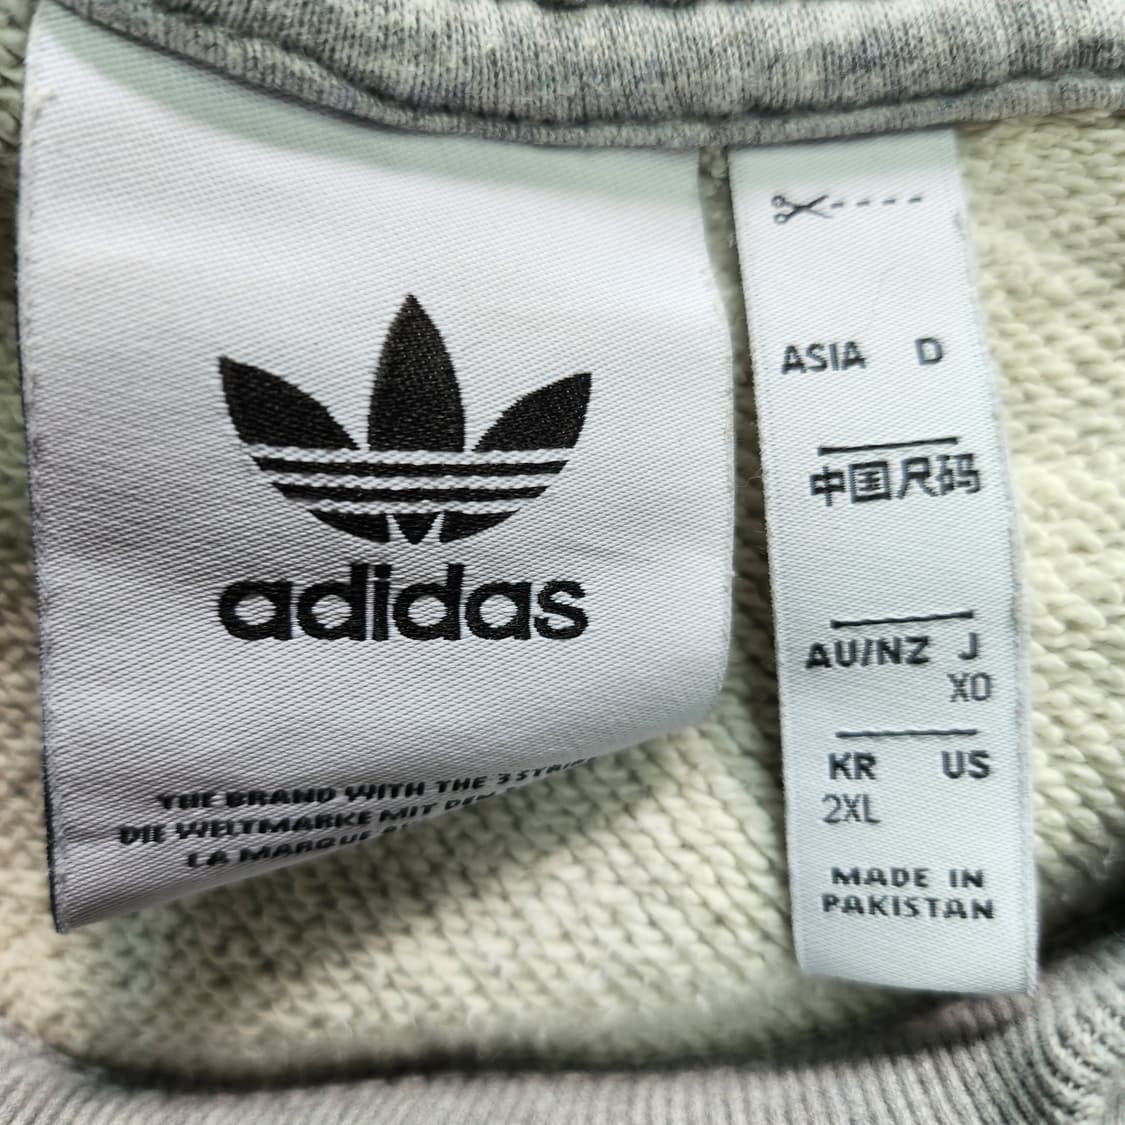 adidas
THE BRAND WITH THE 3 STRIPES
DIE WELTMARKE MIT DEN
LA MARQUE
ASIA D
中国尺码
AU/NZ J
XO
KR US
2XL
MADE IN
PAKISTAN